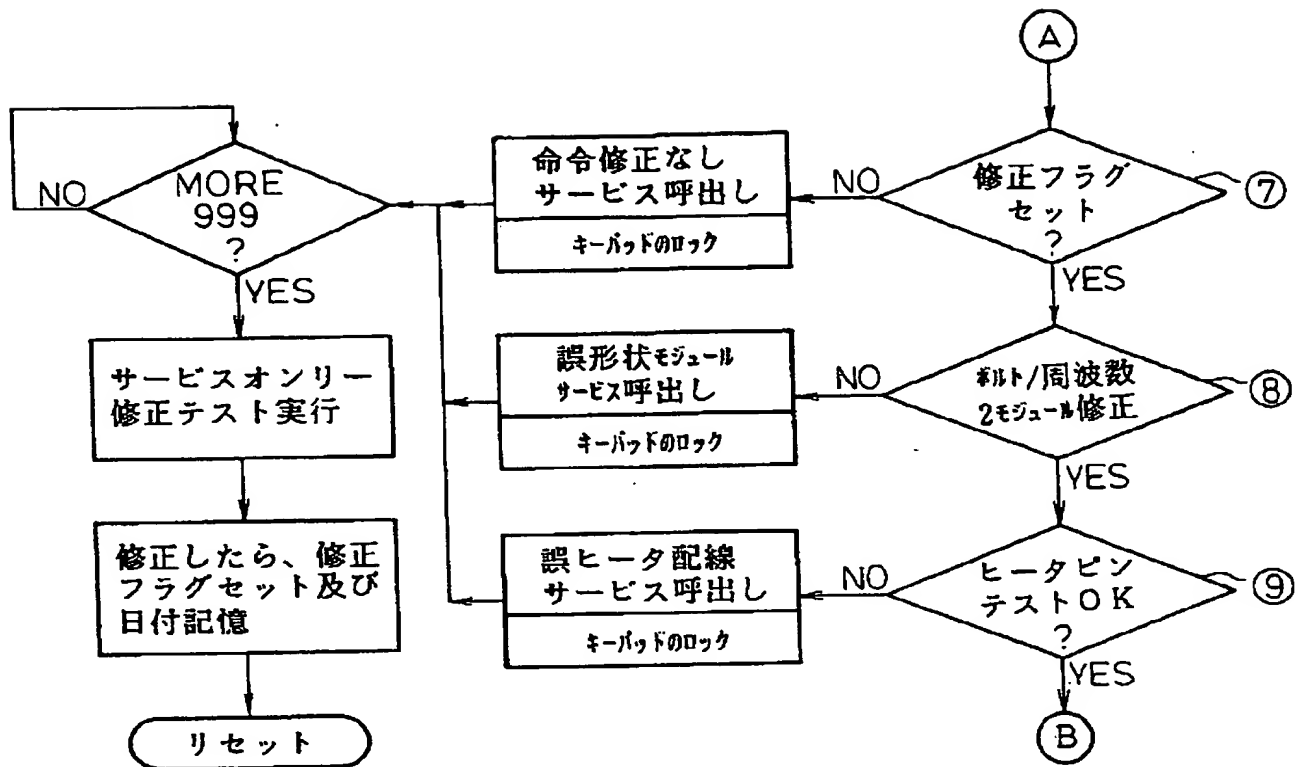 A
修正フラグ
セット
?
⑦
NO
YES
命令修正なし
サービス呼出し
キーパッドのロック
MORE
999
?
NO
YES
サービスオンリー
修正テスト実行
修正したら、修正
フラグセット及び
日付記憶
リセット
ボルト/周波数
2モジュール修正
⑧
NO
YES
誤形状モジュール
サービス呼出し
キーパッドのロック
ヒータピン
テストOK
?
⑨
NO
YES
誤ヒータ配線
サービス呼出し
キーパッドのロック
B